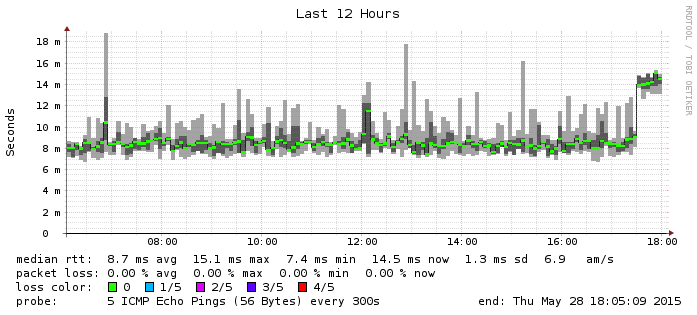 Last 12 Hours
RRDTOOL / TOBI OETIKER
Seconds
18 m
16 m
14 m
12 m
10 m
8 m
6 m
4 m
2 m
0
08:00 10:00 12:00 14:00 16:00 18:00
median rtt: 8.7 ms avg 15.1 ms max 7.4 ms min 14.5 ms now 1.3 ms sd 6.9 am/s
packet loss: 0.00 % avg 0.00 % max 0.00 % min 0.00 % now
loss color: 0 1/5 2/5 3/5 4/5
probe: 5 ICMP Echo Pings (56 Bytes) every 300s end: Thu May 28 18:05:09 2015